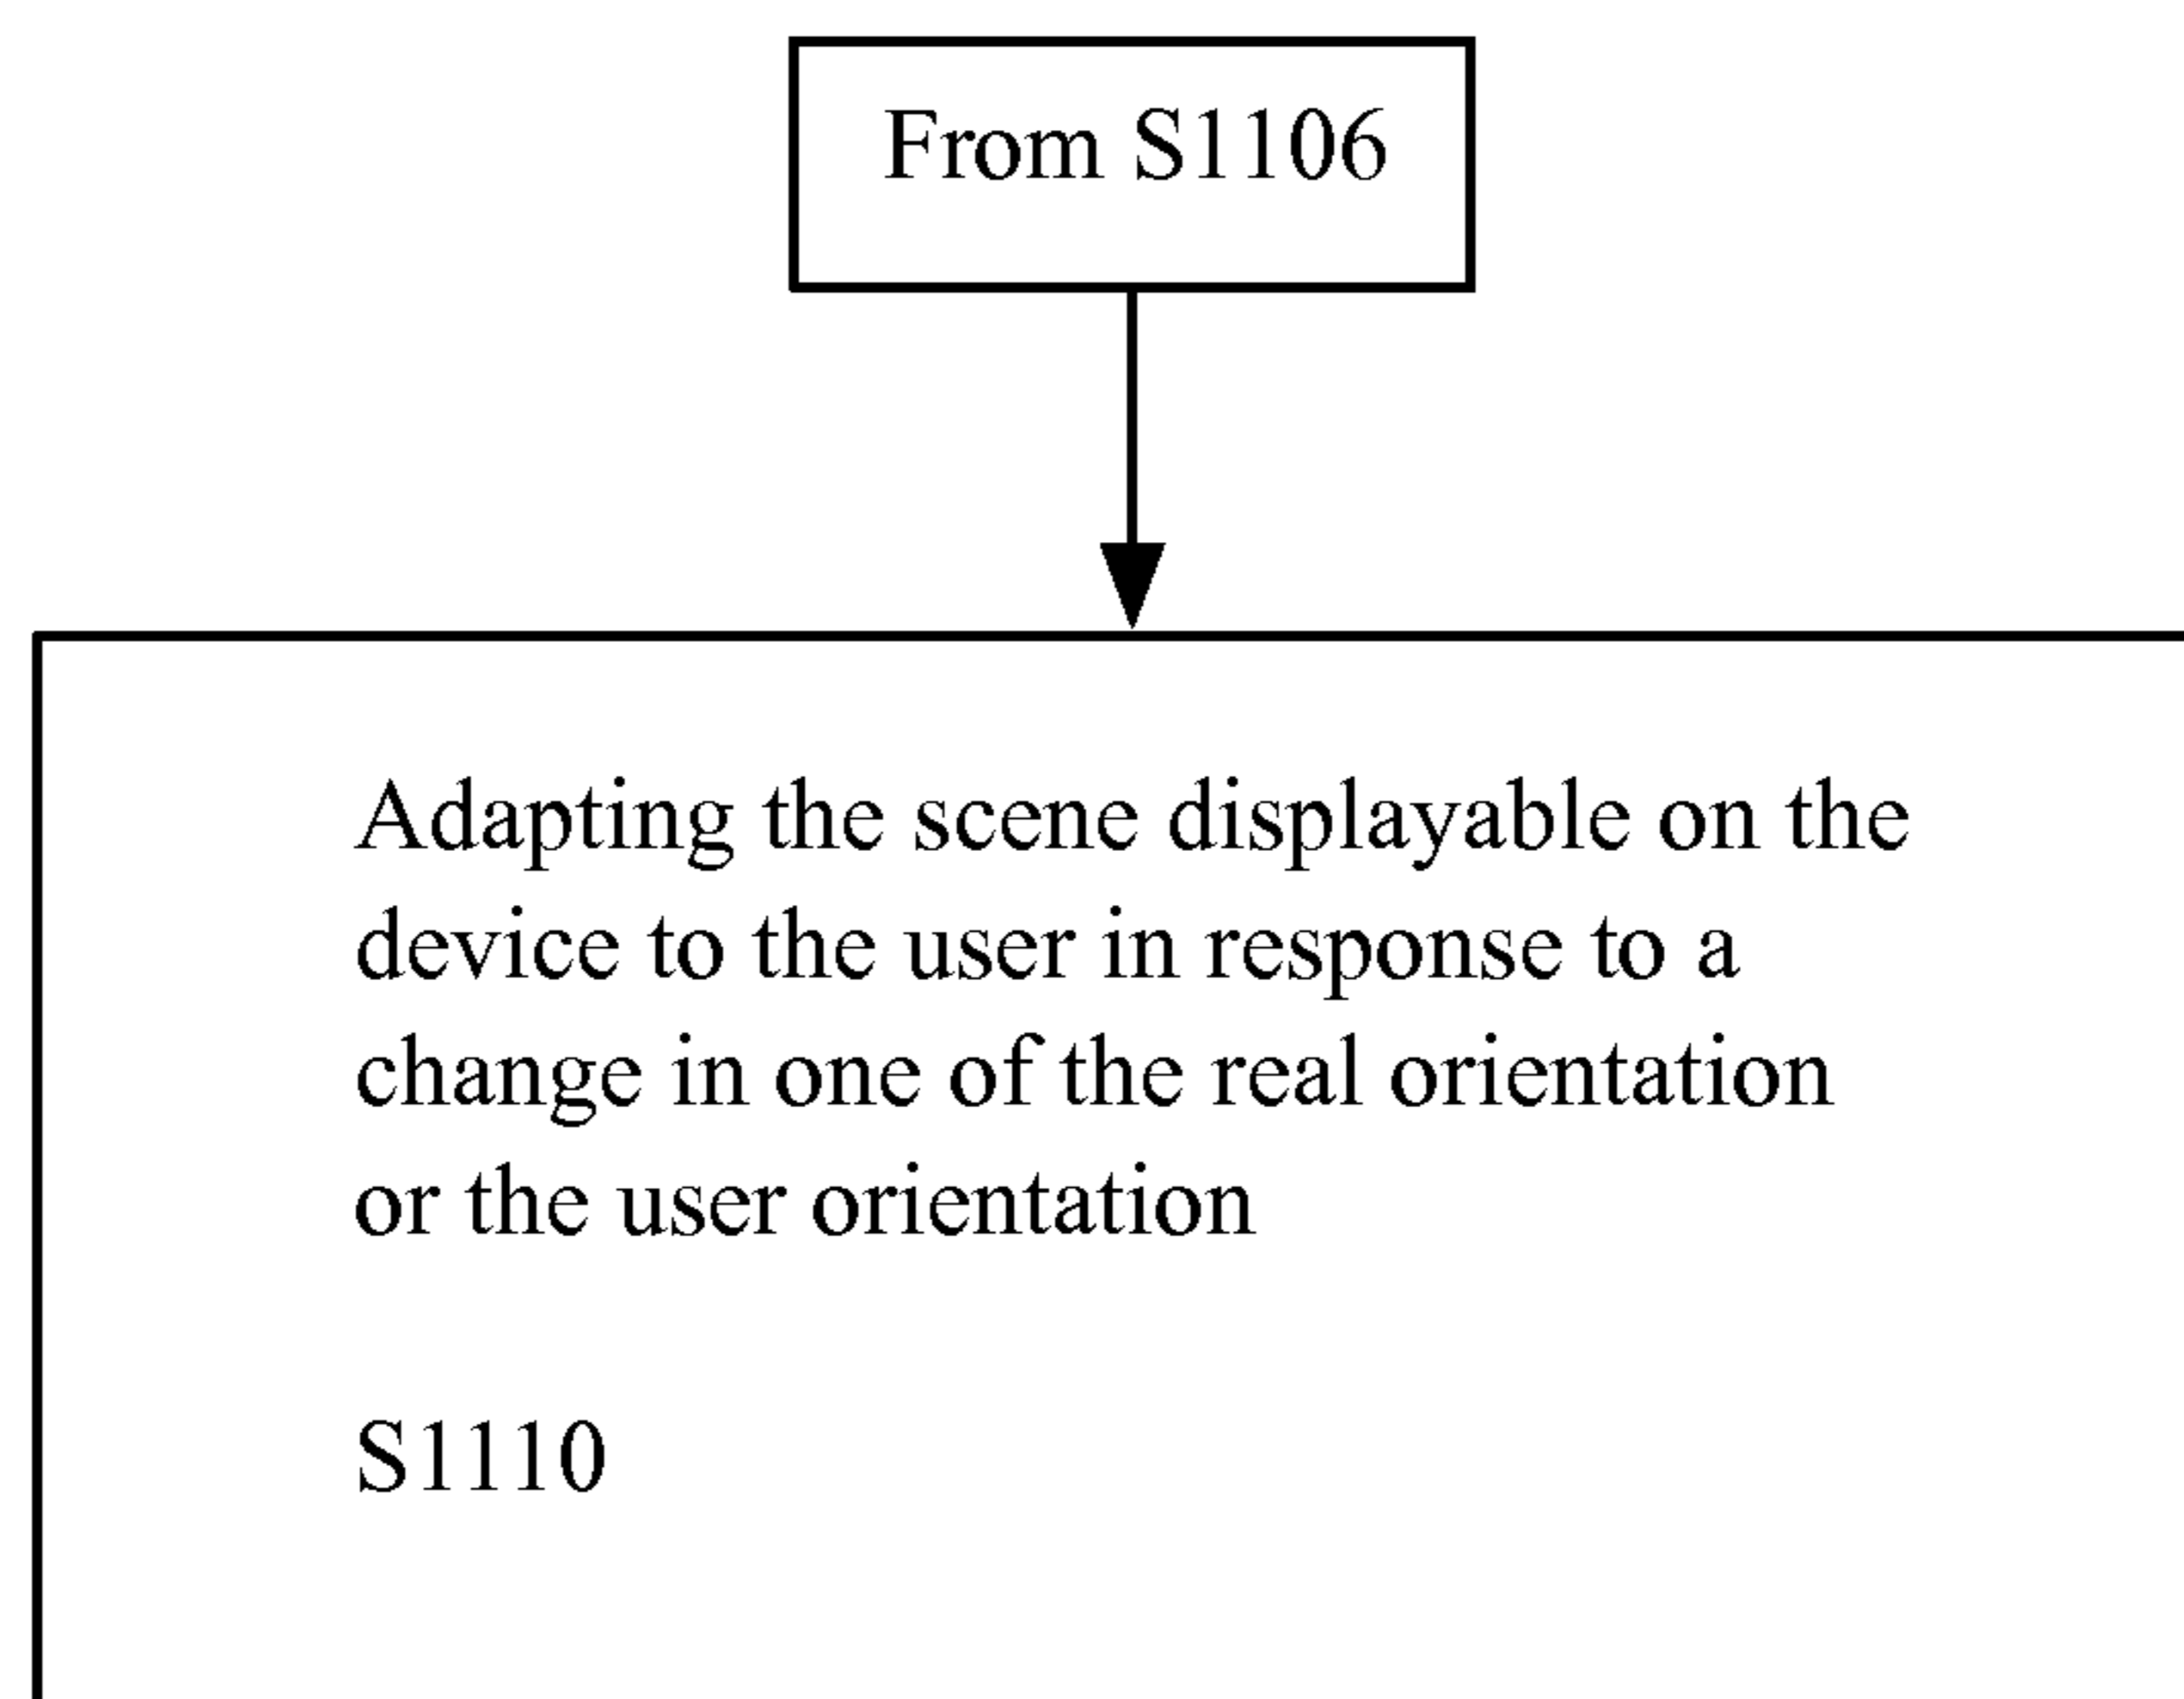 From S1106
Adapting the scene displayable on the
device to the user in response to a
change in one of the real orientation
or the user orientation
S1110